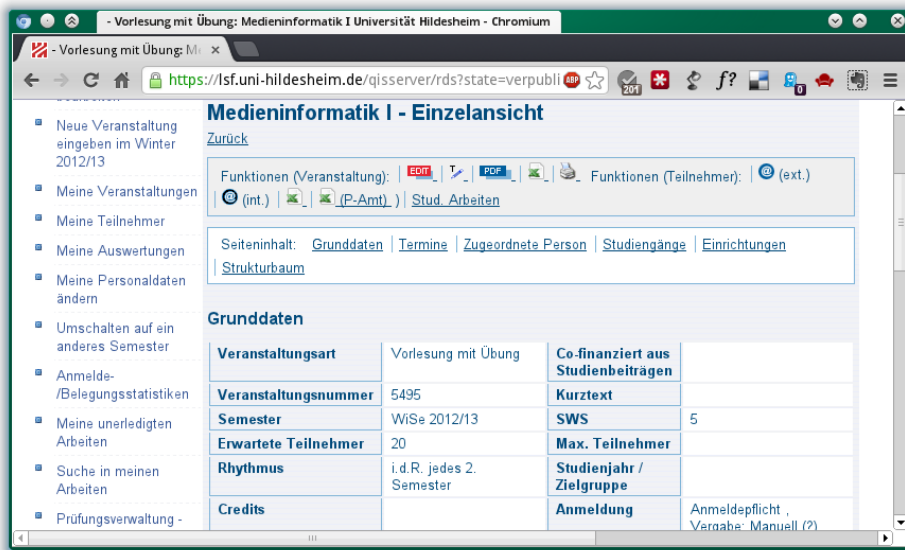 - Vorlesung mit Übung: Medieninformatik I Universität Hildesheim - Chromium
- Vorlesung mit Übung: Me
https://lsf.uni-hildesheim.de/qisserver/rds?state=verpubli
ABP
201
f?
0
Neue Veranstaltung
eingeben im Winter
2012/13
Meine Veranstaltungen
Meine Teilnehmer
Meine Auswertungen
Meine Personaldaten
ändern
Umschalten auf ein
anderes Semester
Anmelde-
/Belegungsstatistiken
Meine unerledigten
Arbeiten
Suche in meinen
Arbeiten
Prüfungsverwaltung -
Medieninformatik I - Einzelansicht
Zurück
Funktionen (Veranstaltung): | EDIT | | PDF | | Funktionen (Teilnehmer): | @ (ext.)
| @ (int.) | | (P-Amt) ) | Stud. Arbeiten
Seiteninhalt: Grunddaten | Termine | Zugeordnete Person | Studiengänge | Einrichtungen
| Strukturbaum
Grunddaten
Veranstaltungsart Vorlesung mit Übung Co-finanziert aus
Studienbeiträgen
Veranstaltungsnummer 5495 Kurztext
Semester WiSe 2012/13 SWS 5
Erwartete Teilnehmer 20 Max. Teilnehmer
Rhythmus i.d.R. jedes 2. Studienjahr /
Semester Zielgruppe
Credits Anmeldung Anmeldepflicht ,
Vergabe: Manuell (?)